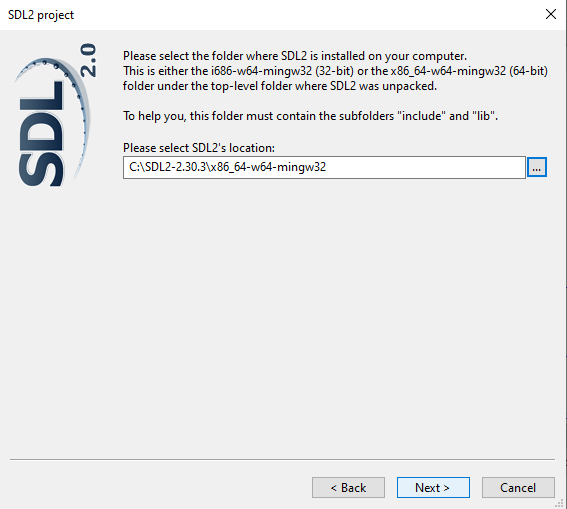 SDL2 project
SDL 2.0
Please select the folder where SDL2 is installed on your computer.
This is either the i686-w64-mingw32 (32-bit) or the x86_64-w64-mingw32 (64-bit)
folder under the top-level folder where SDL2 was unpacked.
To help you, this folder must contain the subfolders "include" and "lib".
Please select SDL2's location:
C:\SDL2-2.30.3\x86_64-w64-mingw32
...
< Back
Next >
Cancel